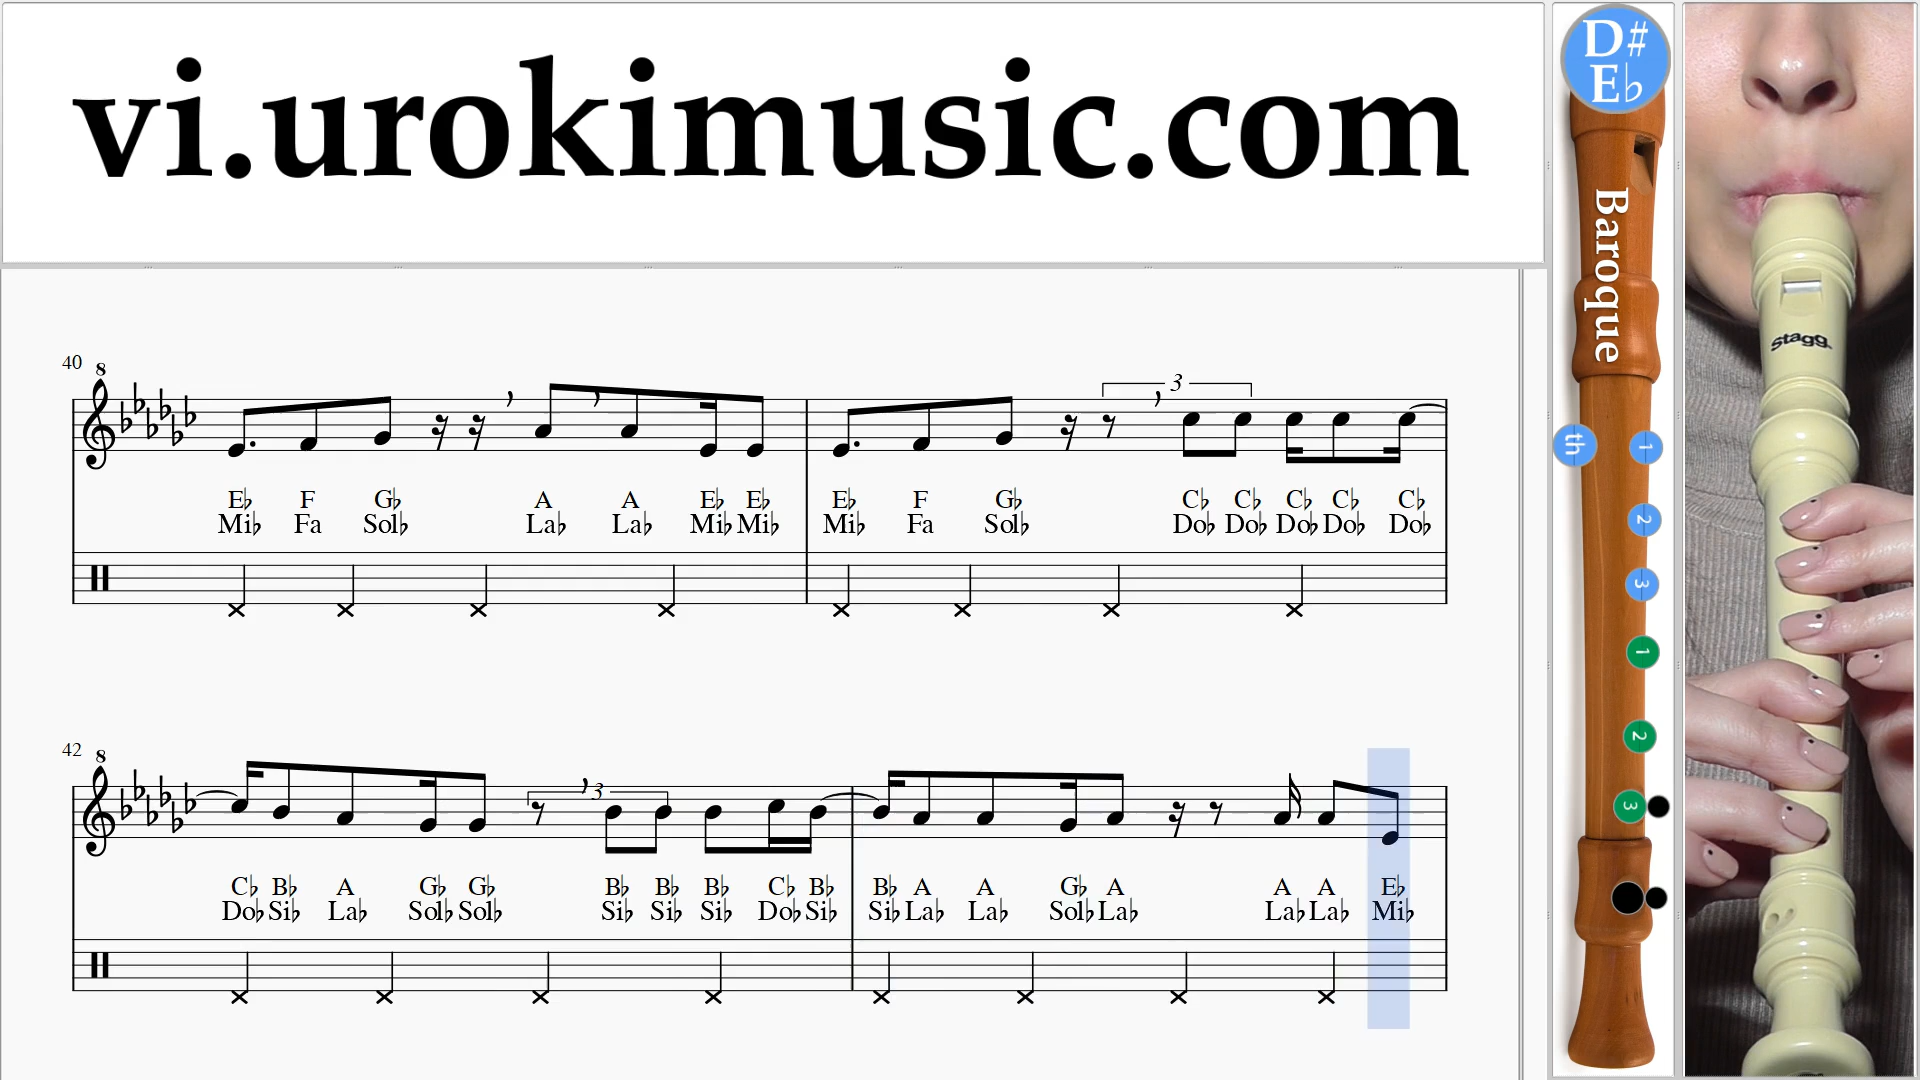 vi.urokimusic.com
D♯
E♭
Baroque
Stagg
th
1
2
3
1
2
3
40
8
3
E♭ F G♭ A A E♭ E♭ E♭ F G♭ C♭ C♭ C♭ C♭ C♭
Mi♭ Fa Sol♭ La♭ La♭ Mi♭ Mi♭ Mi♭ Fa Sol♭ Do♭ Do♭ Do♭ Do♭ Do♭
42
8
3
C♭ B♭ A G♭ G♭ B♭ B♭ B♭ C♭ B♭ B♭ A A G♭ A A A E♭
Do♭ Si♭ La♭ Sol♭ Sol♭ Si♭ Si♭ Si♭ Do♭ Si♭ Si♭ La♭ La♭ Sol♭ La♭ La♭ La♭ Mi♭